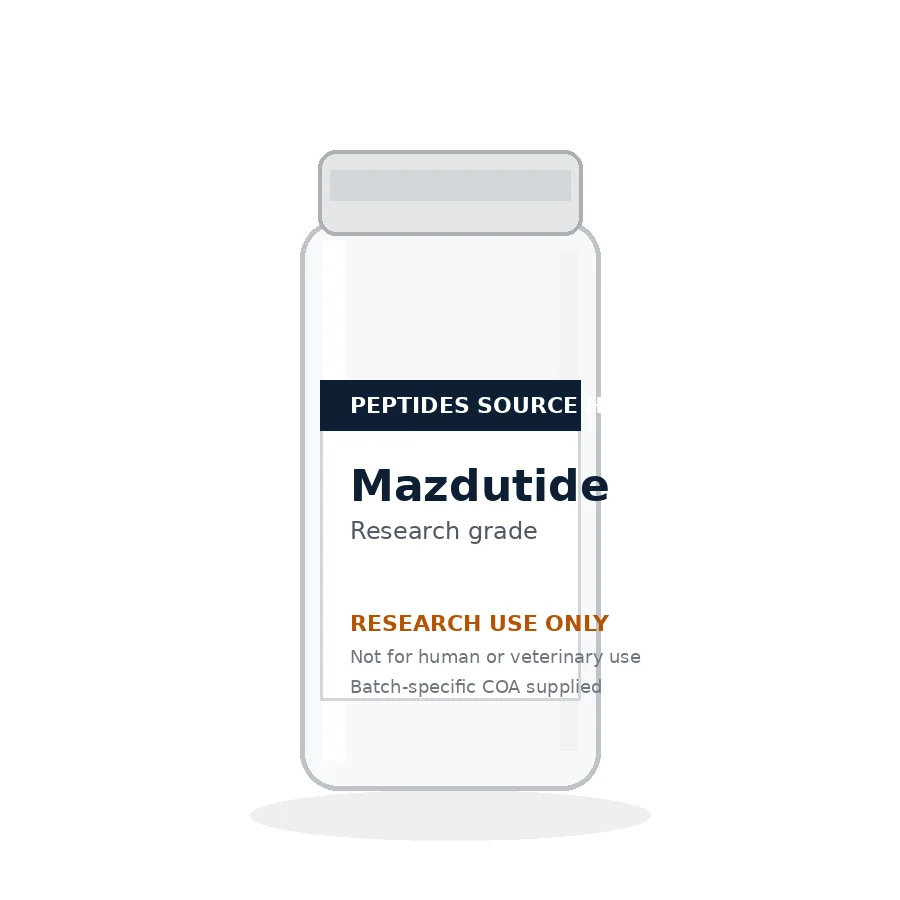 PEPTIDES SOURCE H
Mazdutide
Research grade
RESEARCH USE ONLY
Not for human or veterinary use
Batch-specific COA supplied